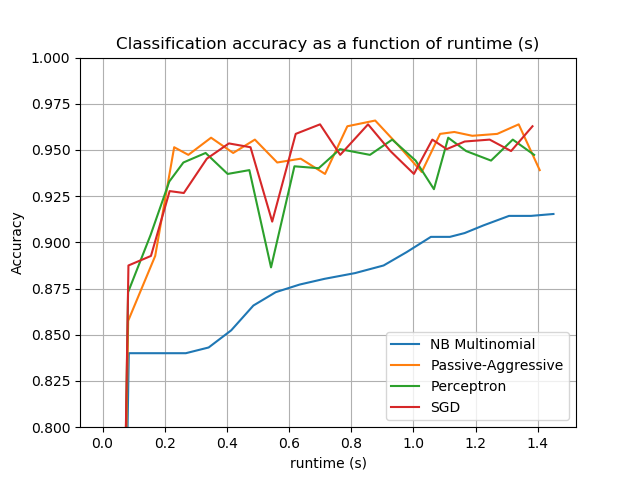 Classification accuracy as a function of runtime (s)
1.000
0.975
0.950
0.925
0.900
0.875
0.850
0.825
0.800
Accuracy
NB Multinomial
Passive-Aggressive
Perceptron
SGD
0.0 0.2 0.4 0.6 0.8 1.0 1.2 1.4
runtime (s)